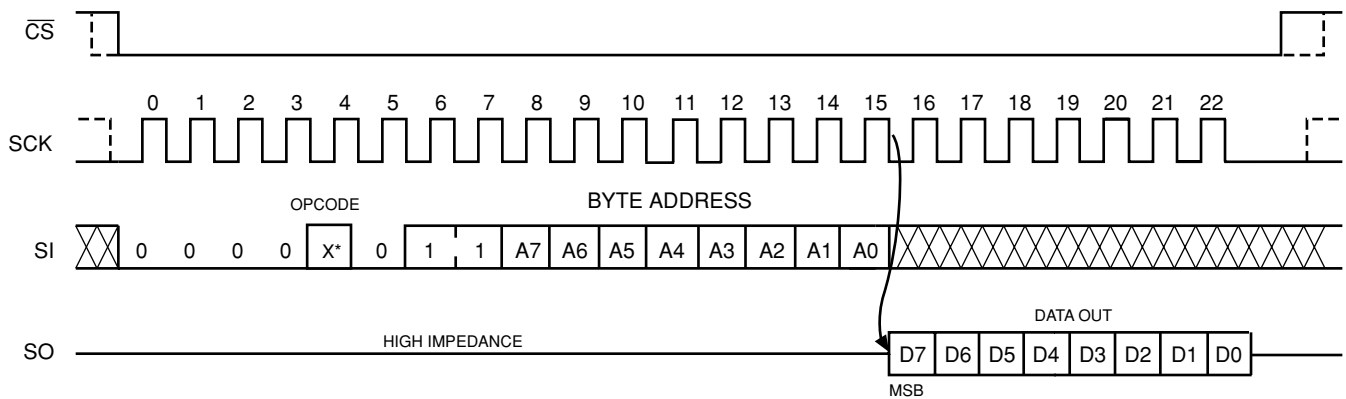 CS
0 1 2 3 4 5 6 7 8 9 10 11 12 13 14 15 16 17 18 19 20 21 22
SCK
OPCODE
BYTE ADDRESS
SI 0 0 0 0 X* 0 1 1 A7 A6 A5 A4 A3 A2 A1 A0
DATA OUT
HIGH IMPEDANCE
SO D7 D6 D5 D4 D3 D2 D1 D0
MSB